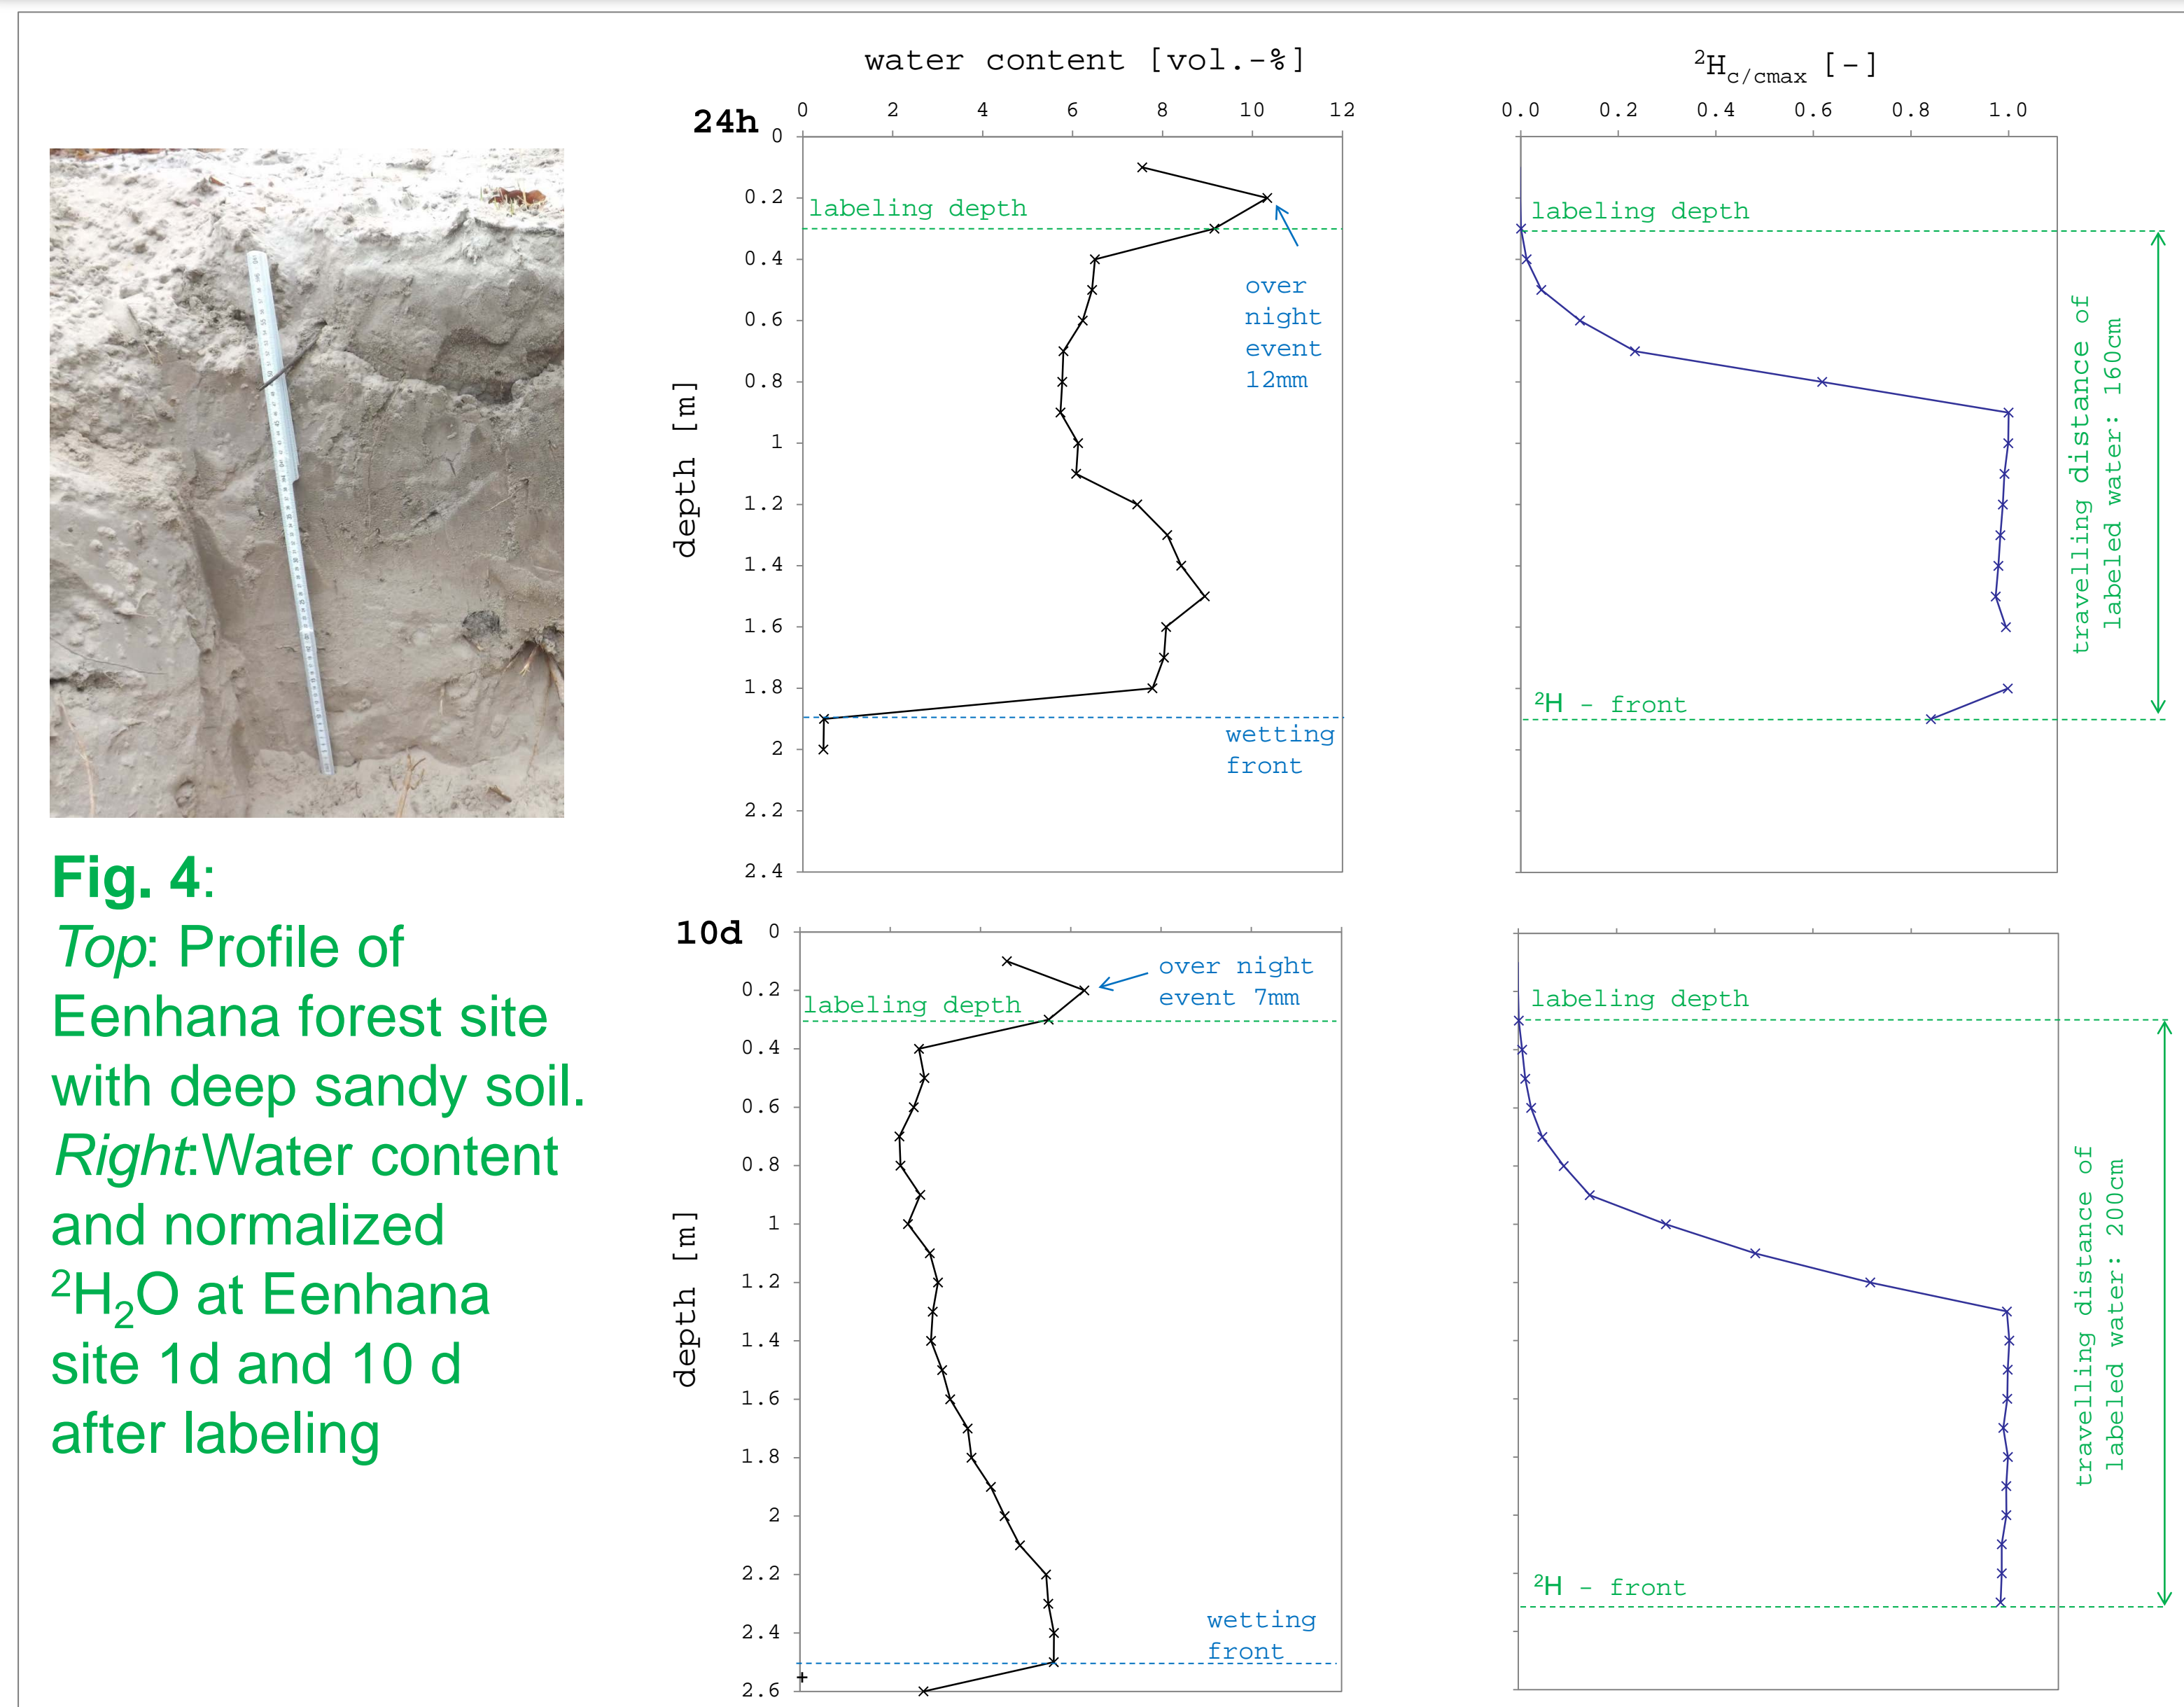 water content [vol.-%]
0 2 4 6 8 10 12
24h
0
0.2
0.4
0.6
0.8
1
1.2
1.4
1.6
1.8
2
2.2
2.4
depth [m]
labeling depth
over
night
event
12mm
wetting
front
²H_c/cmax [-]
0.0 0.2 0.4 0.6 0.8 1.0
labeling depth
travelling distance of
labeled water: 160cm
²H - front
Fig. 4:
Top: Profile of
Eenhana forest site
with deep sandy soil.
Right:Water content
and normalized
²H₂O at Eenhana
site 1d and 10 d
after labeling
10d
0
0.2
0.4
0.6
0.8
1
1.2
1.4
1.6
1.8
2
2.2
2.4
2.6
depth [m]
over night
event 7mm
labeling depth
wetting
front
labeling depth
travelling distance of
labeled water: 200cm
²H - front